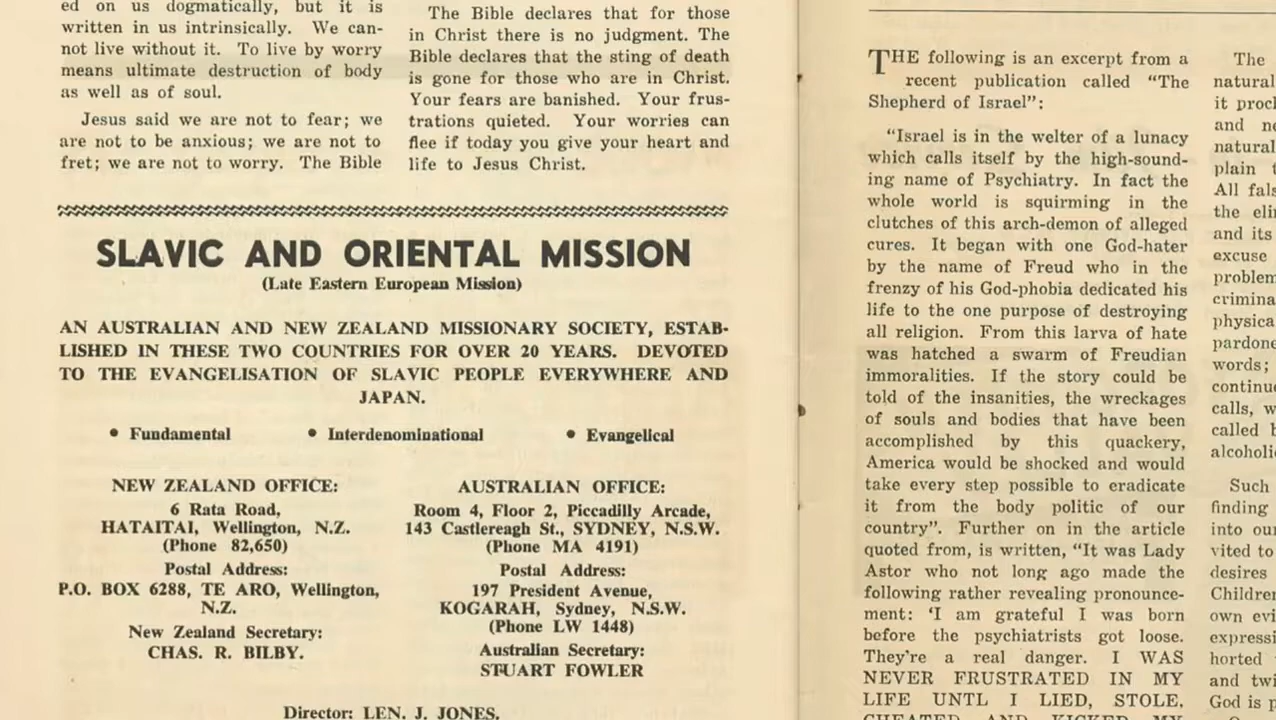 ed on us dogmatically, but it is
written in us intrinsically. We can-
not live without it. To live by worry
means ultimate destruction of body
as well as of soul.
Jesus said we are not to fear; we
are not to be anxious; we are not to
fret; we are not to worry. The Bible
The Bible declares that for those
in Christ there is no judgment. The
Bible declares that the sting of death
is gone for those who are in Christ.
Your fears are banished. Your frus-
trations quieted. Your worries can
flee if today you give your heart and
life to Jesus Christ.
SLAVIC AND ORIENTAL MISSION
(Late Eastern European Mission)
AN AUSTRALIAN AND NEW ZEALAND MISSIONARY SOCIETY, ESTAB-
LISHED IN THESE TWO COUNTRIES FOR OVER 20 YEARS. DEVOTED
TO THE EVANGELISATION OF SLAVIC PEOPLE EVERYWHERE AND
JAPAN.
• Fundamental • Interdenominational • Evangelical
NEW ZEALAND OFFICE:
6 Rata Road,
HATAITAI, Wellington, N.Z.
(Phone 82,650)
Postal Address:
P.O. BOX 6288, TE ARO, Wellington,
N.Z.
New Zealand Secretary:
CHAS. R. BILBY.
AUSTRALIAN OFFICE:
Room 4, Floor 2, Piccadilly Arcade,
143 Castlereagh St., SYDNEY, N.S.W.
(Phone MA 4191)
Postal Address:
197 President Avenue,
KOGARAH, Sydney, N.S.W.
(Phone LW 1448)
Australian Secretary:
STUART FOWLER
Director: LEN. J. JONES.
THE following is an excerpt from a
recent publication called "The
Shepherd of Israel":
"Israel is in the welter of a lunacy
which calls itself by the high-sound-
ing name of Psychiatry. In fact the
whole world is squirming in the
clutches of this arch-demon of alleged
cures. It began with one God-hater
by the name of Freud who in the
frenzy of his God-phobia dedicated his
life to the one purpose of destroying
all religion. From this larva of hate
was hatched a swarm of Freudian
immoralities. If the story could be
told of the insanities, the wreckages
of souls and bodies that have been
accomplished by this quackery,
America would be shocked and would
take every step possible to eradicate
it from the body politic of our
country". Further on in the article
quoted from, is written, "It was Lady
Astor who not long ago made the
following rather revealing pronounce-
ment: 'I am grateful I was born
before the psychiatrists got loose.
They're a real danger. I WAS
NEVER FRUSTRATED IN MY
LIFE UNTL I LIED, STOLE,
CHEATED AND KICKED MY
The
natural
it procl
and ne
natural
plain t
All fals
the eli
and its
excuse
problem
crimina
physica
pardone
words;
continue
calls, w
called b
alcoholi
Such
finding
into our
vited to
desires
Children
own evi
expressi
horted
and twi
God is p